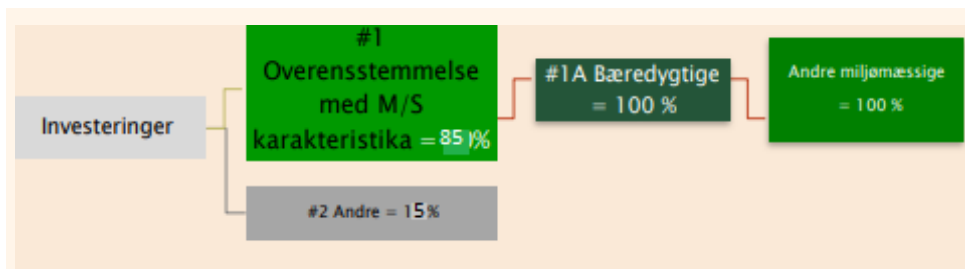 Investeringer
#1
Overensstemmelse
med M/S
karakteristika = 85%
#2 Andre = 15%
#1A Bæredygtige
= 100 %
Andre miljømæssige
= 100 %